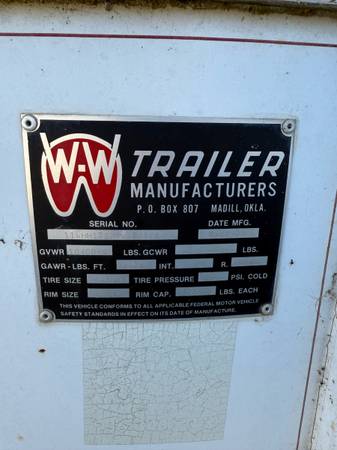 W-W TRAILER
MANUFACTURERS
P. O. BOX 807 MADILL, OKLA.
SERIAL NO. DATE MFG.
GVWR LBS. GCWR LBS.
GAWR - LBS. FT. INT. R.
TIRE SIZE TIRE PRESSURE PSI. COLD
RIM SIZE RIM CAP. LBS. EACH
THIS VEHICLE CONFORMS TO ALL APPLICABLE FEDERAL MOTOR VEHICLE
SAFETY STANDARDS IN EFFECT ON ITS DATE OF MANUFACTURE.